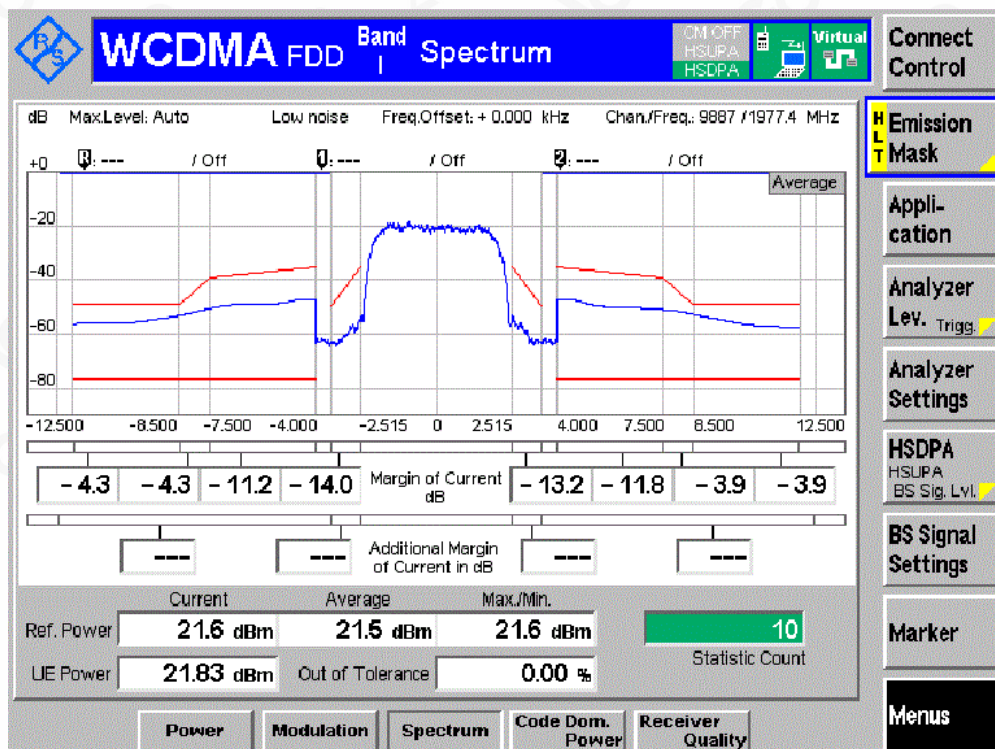 R/S
WCDMA FDD Band I Spectrum
CM OFF
HSUPA
HSDPA
Virtual
Connect Control
dB Max.Level: Auto Low noise Freq.Offset: + 0.000 kHz Chan./Freq.: 9887 / 1977.4 MHz
R: --- / Off 1: --- / Off 2: --- / Off
Average
+0
-20
-40
-60
-80
-12.500 -8.500 -7.500 -4.000 -2.515 0 2.515 4.000 7.500 8.500 12.500
- 4.3 - 4.3 - 11.2 - 14.0 Margin of Current dB - 13.2 - 11.8 - 3.9 - 3.9
--- --- Additional Margin of Current in dB --- ---
Current Average Max./Min.
Ref. Power 21.6 dBm 21.5 dBm 21.6 dBm
10
Statistic Count
UE Power 21.83 dBm Out of Tolerance 0.00 %
HLT
Emission Mask
Appli-
cation
Analyzer
Lev. Trigg.
Analyzer
Settings
HSDPA
HSUPA
BS Sig. Lvl.
BS Signal
Settings
Marker
Menus
Power Modulation Spectrum Code Dom. Power Receiver Quality